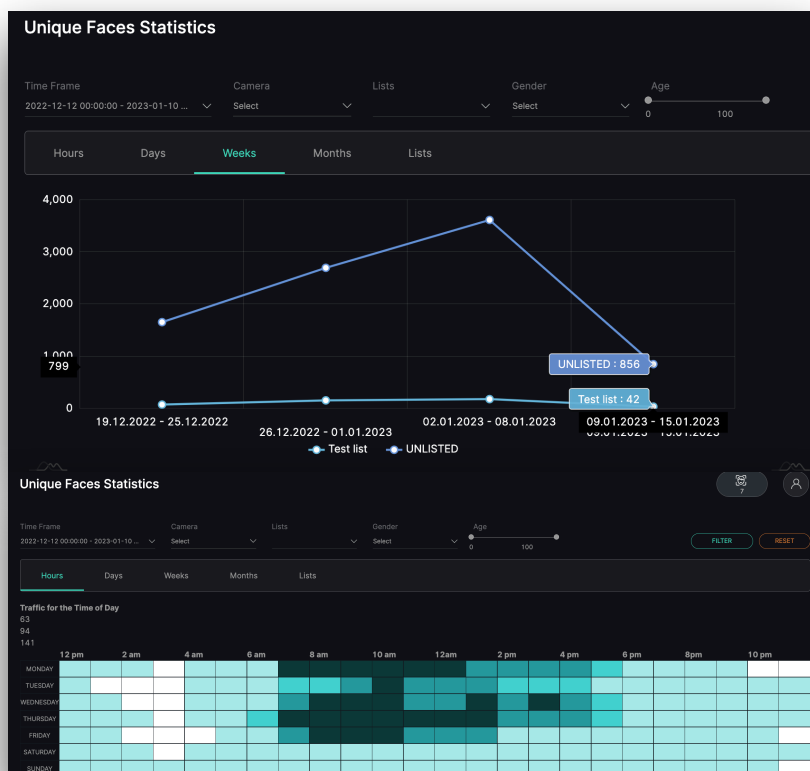 Unique Faces Statistics
Time Frame Camera Lists Gender Age
2022-12-12 00:00:00 - 2023-01-10 ... Select Select
0 100
Hours Days Weeks Months Lists
4,000
3,000
2,000
1,000
799
0
UNLISTED : 856
Test list : 42
19.12.2022 - 25.12.2022
26.12.2022 - 01.01.2023
02.01.2023 - 08.01.2023
09.01.2023 - 15.01.2023
09.01.2023 - 15.01.2023
Test list UNLISTED
Unique Faces Statistics
7
Time Frame Camera Lists Gender Age
2022-12-12 00:00:00 - 2023-01-10 ... Select Select
0 100
FILTER RESET
Hours Days Weeks Months Lists
Traffic for the Time of Day
63
94
141
12 pm 2 am 4 am 6 am 8 am 10 am 12am 2 pm 4 pm 6 pm 8pm 10 pm
MONDAY
TUESDAY
WEDNESDAY
THURSDAY
FRIDAY
SATURDAY
SUNDAY